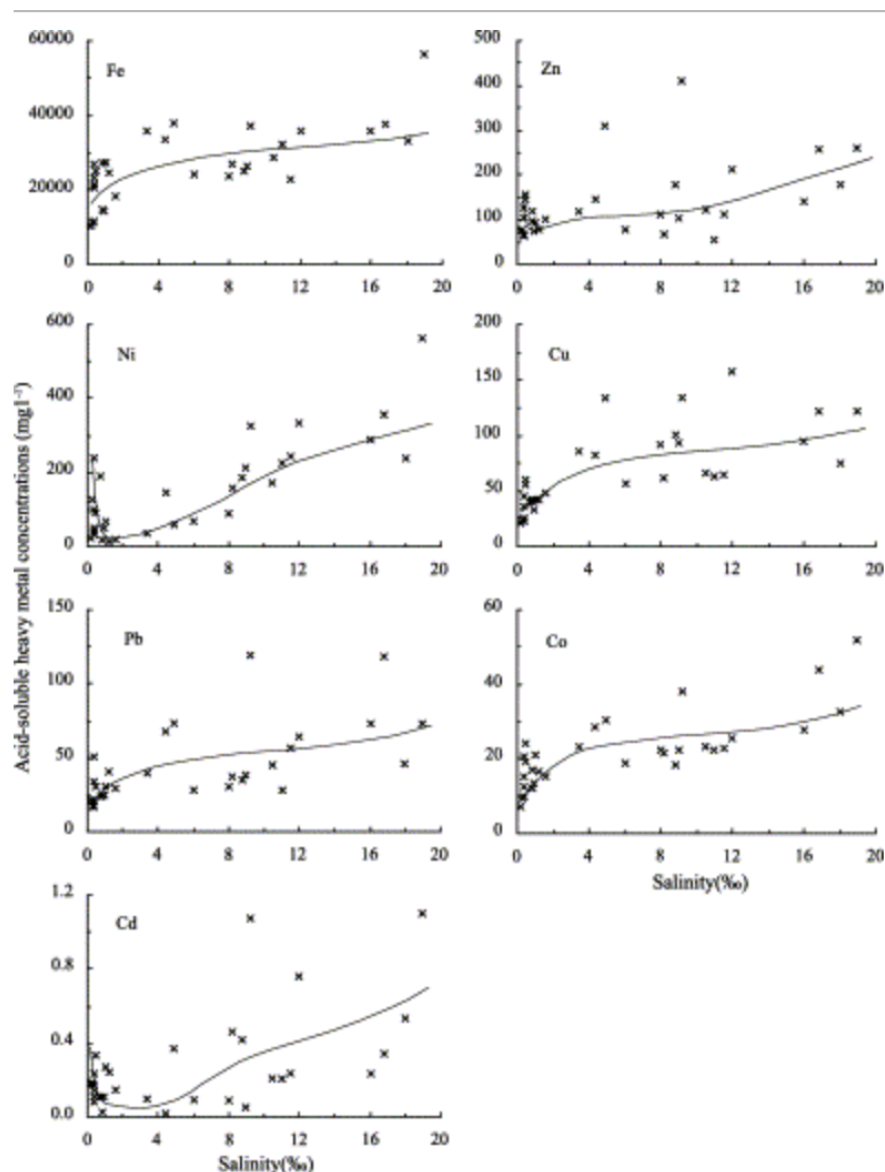 60000
40000
20000
0
Fe
0 4 8 12 16 20
500
400
300
200
100
0
Zn
0 4 8 12 16 20
600
400
200
0
Ni
0 4 8 12 16 20
200
150
100
50
0
Cu
0 4 8 12 16 20
Acid-soluble heavy metal concentrations (mg l⁻¹)
150
100
50
0
Pb
0 4 8 12 16 20
60
40
20
0
Co
0 4 8 12 16 20
Salinity(‰)
1.2
0.8
0.4
0.0
Cd
0 4 8 12 16 20
Salinity(‰)